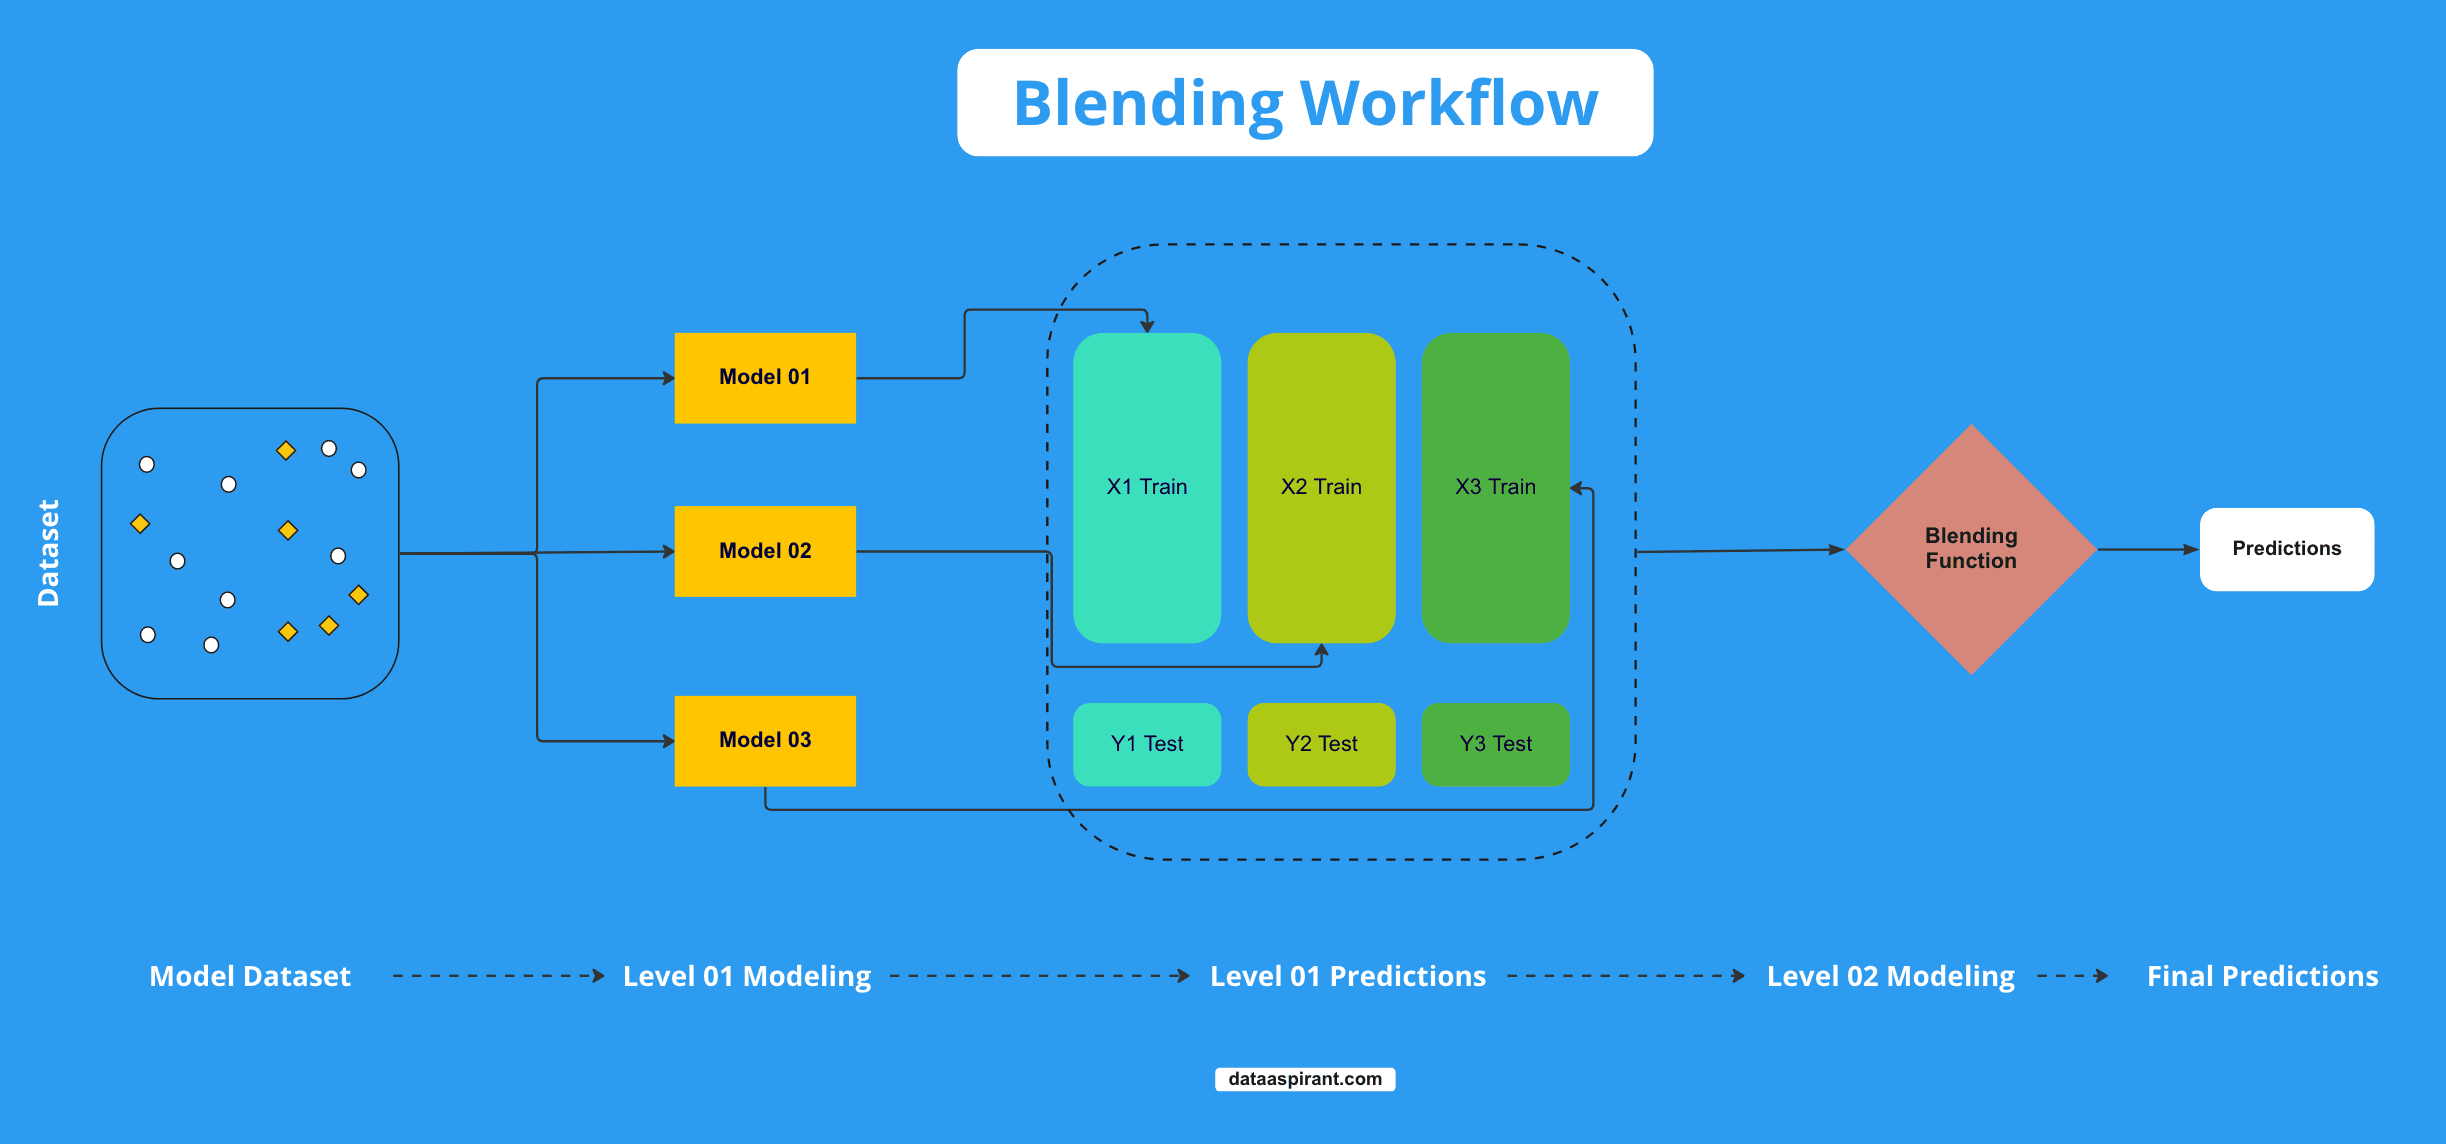 Blending Workflow
Dataset
Model 01
Model 02
Model 03
X1 Train
X2 Train
X3 Train
Y1 Test
Y2 Test
Y3 Test
Blending
Function
Predictions
Model Dataset
Level 01 Modeling
Level 01 Predictions
Level 02 Modeling
Final Predictions
dataaspirant.com